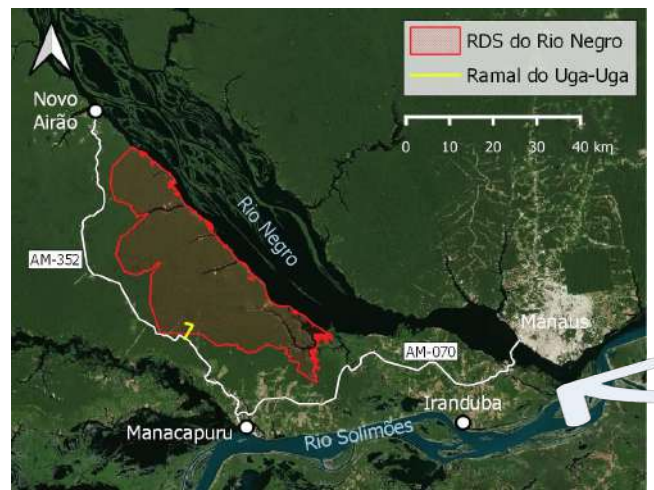 RDS do Rio Negro
Ramal do Uga-Uga
0 10 20 30 40 km
Novo
Airão
Rio Negro
AM-352
Manaus
AM-070
Iranduba
Manacapuru
Rio Solimões